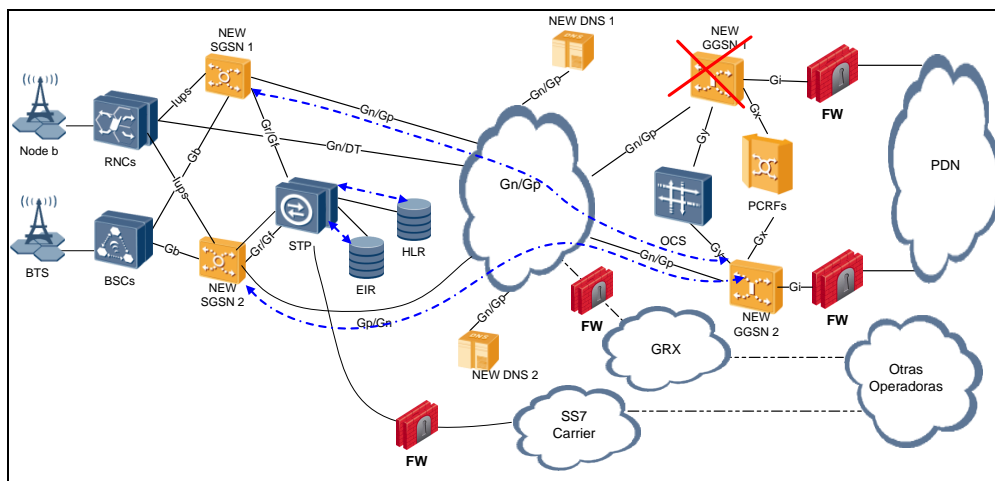 NEW DNS 1
NEW
SGSN 1
NEW
GGSN 1
Gn/Gp
Gi
FW
Iups
Gn/Gp
Gr/Gf
Gn/DT
Gb
Gn/Gp
Gy
Gx
Node b
RNCs
Iups
Gn/Gp
PCRFs
PDN
STP
HLR
OCS
Gb
Gr/Gf
Gy
Gx
BTS
BSCs
NEW
SGSN 2
EIR
Gn/Gp
Gi
FW
Gp/Gn
Gn/Gp
FW
NEW
GGSN 2
NEW DNS 2
GRX
Otras
Operadoras
SS7
Carrier
FW